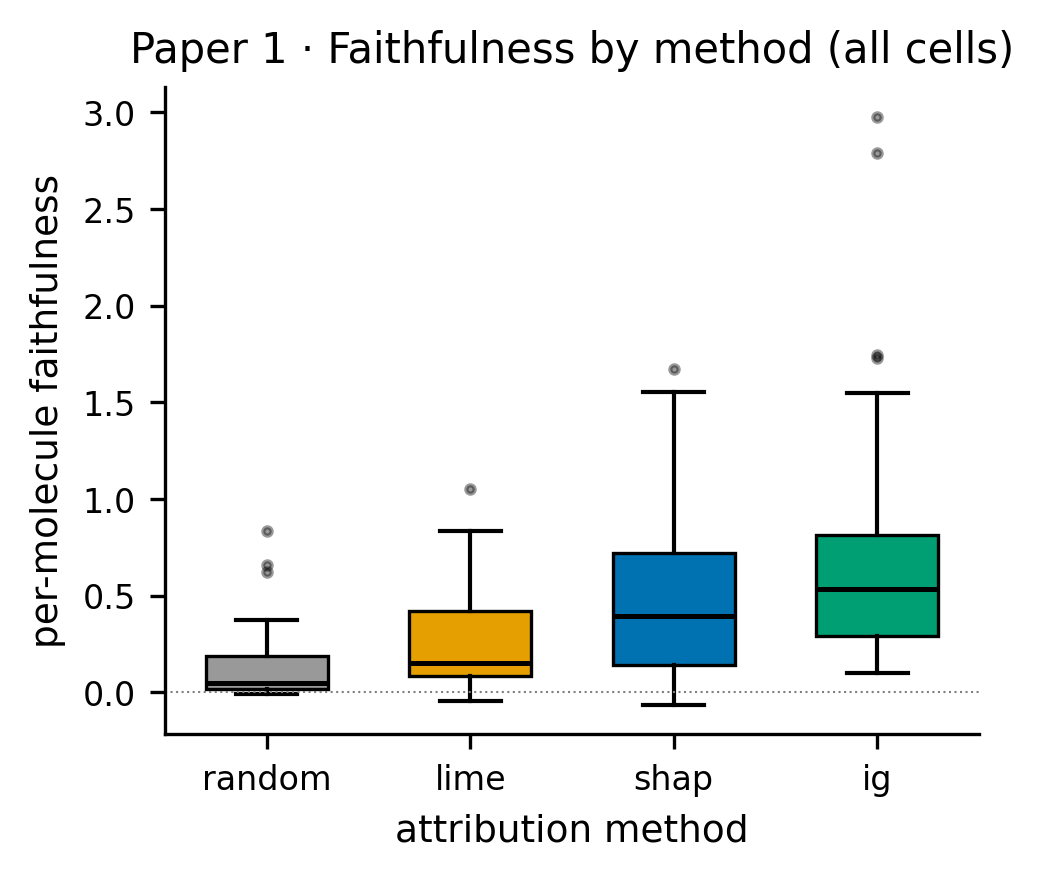 Paper 1 · Faithfulness by method (all cells)
per-molecule faithfulness
3.0
2.5
2.0
1.5
1.0
0.5
0.0
random lime shap ig
attribution method